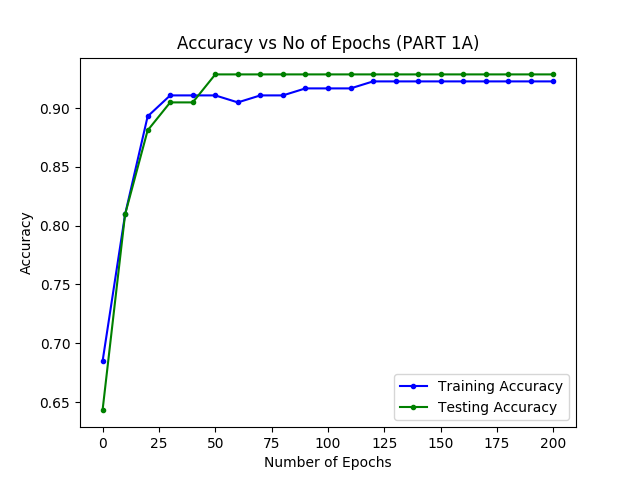 Accuracy vs No of Epochs (PART 1A)
Accuracy
0.90
0.85
0.80
0.75
0.70
0.65
Training Accuracy
Testing Accuracy
0 25 50 75 100 125 150 175 200
Number of Epochs